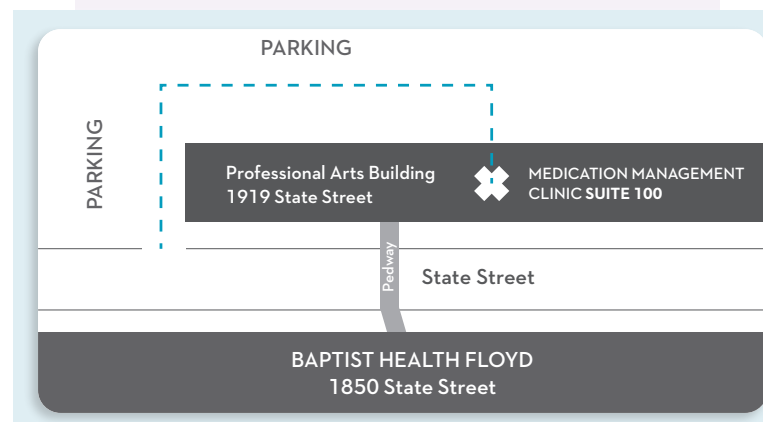 PARKING
PARKING
Professional Arts Building
1919 State Street
MEDICATION MANAGEMENT
CLINIC SUITE 100
Pedway
State Street
BAPTIST HEALTH FLOYD
1850 State Street